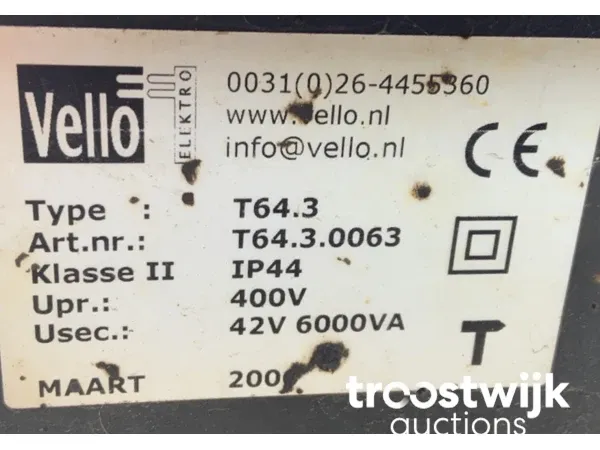 Vello
ELEKTRO
0031(0)26-4455360
www.vello.nl
info@vello.nl
CE
Type : T64.3
Art.nr.: T64.3.0063
Klasse II IP44
Upr.: 400V
Usec.: 42V 6000VA
T
MAART
troostwijk
auctions